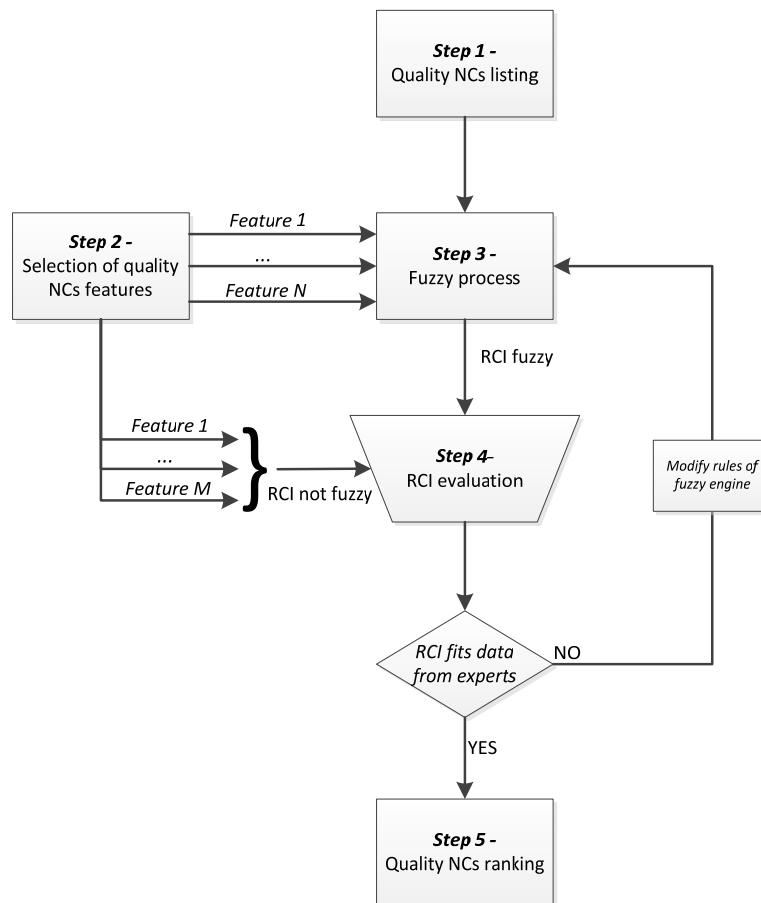 Step 1 -
Quality NCs listing
Step 2 -
Selection of quality
NCs features
Feature 1
...
Feature N
Step 3 -
Fuzzy process
RCI fuzzy
Feature 1
...
Feature M
}
RCI not fuzzy
Step 4–
RCI evaluation
Modify rules of
fuzzy engine
RCI fits data
from experts
NO
YES
Step 5 -
Quality NCs ranking